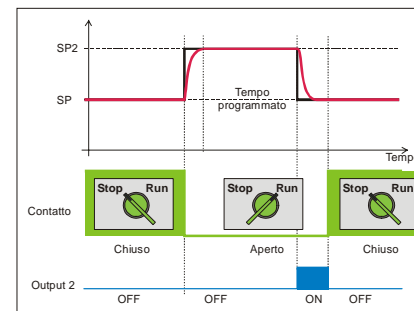 SP2
SP
Tempo
programmato
Tempo
Stop Run
Stop Run
Stop Run
Contatto
Chiuso
Aperto
Chiuso
Output 2
OFF
OFF
ON
OFF